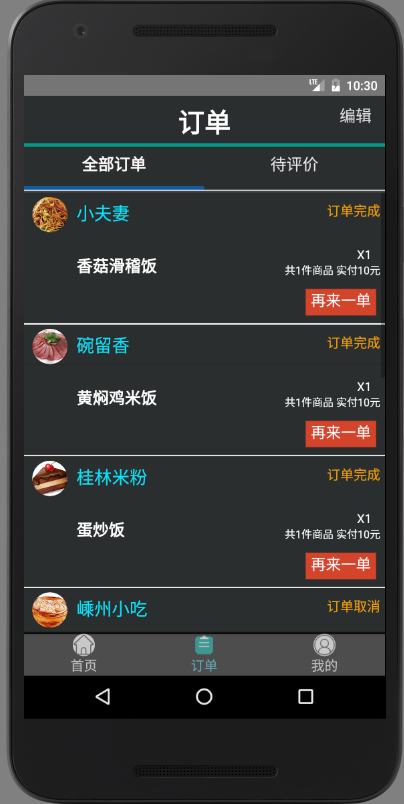 LTE 10:30
订单
编辑
全部订单 待评价
小夫妻 订单完成
香菇滑稽饭 X1
共1件商品 实付10元
再来一单
碗留香 订单完成
黄焖鸡米饭 X1
共1件商品 实付10元
再来一单
桂林米粉 订单完成
蛋炒饭 X1
共1件商品 实付10元
再来一单
嵊州小吃 订单取消
首页 订单 我的